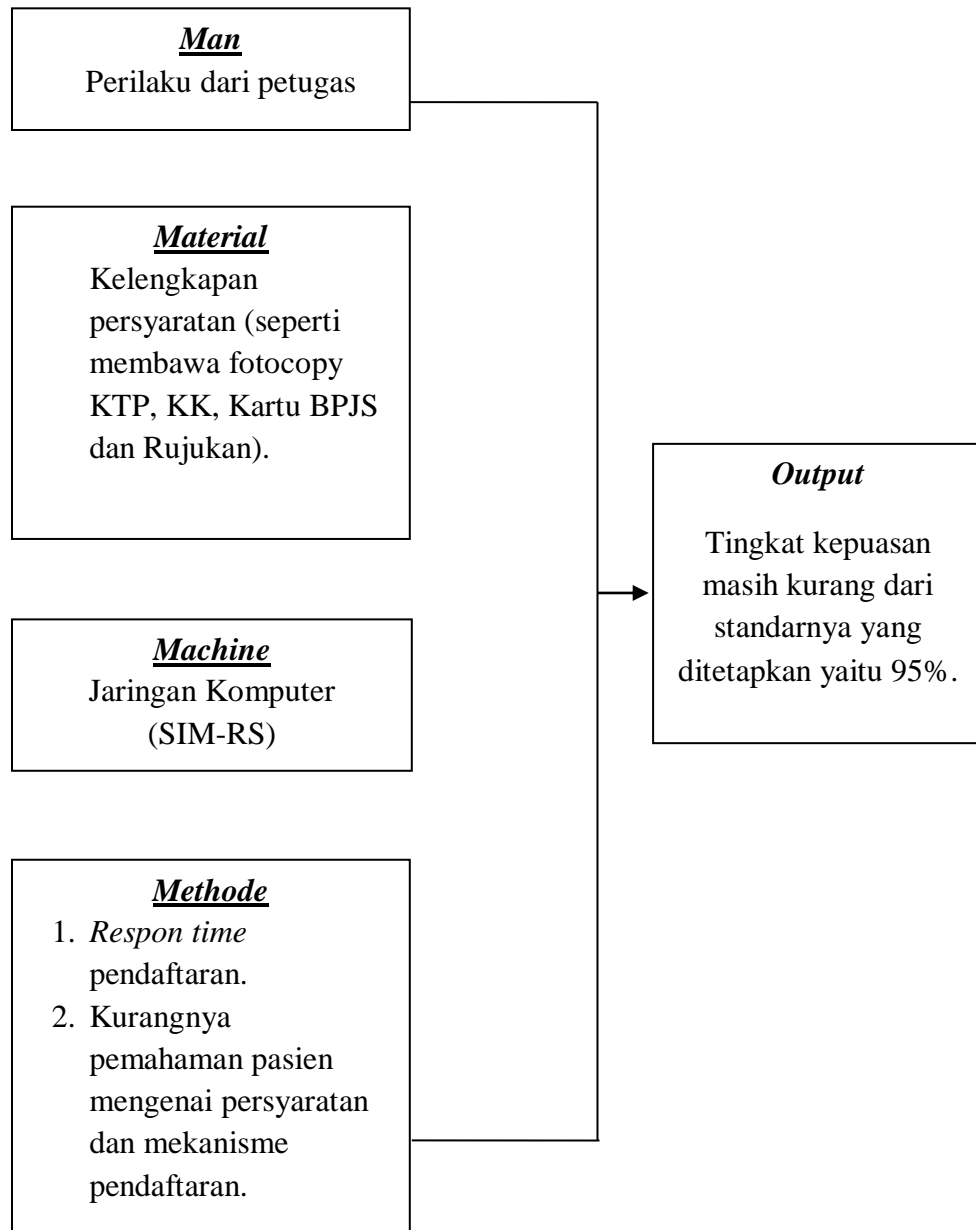 Man
Perilaku dari petugas
Material
Kelengkapan
persyaratan (seperti
membawa fotocopy
KTP, KK, Kartu BPJS
dan Rujukan).
Machine
Jaringan Komputer
(SIM-RS)
Methode
1. Respon time
pendaftaran.
2. Kurangnya
pemahaman pasien
mengenai persyaratan
dan mekanisme
pendaftaran.
Output
Tingkat kepuasan
masih kurang dari
standarnya yang
ditetapkan yaitu 95%.